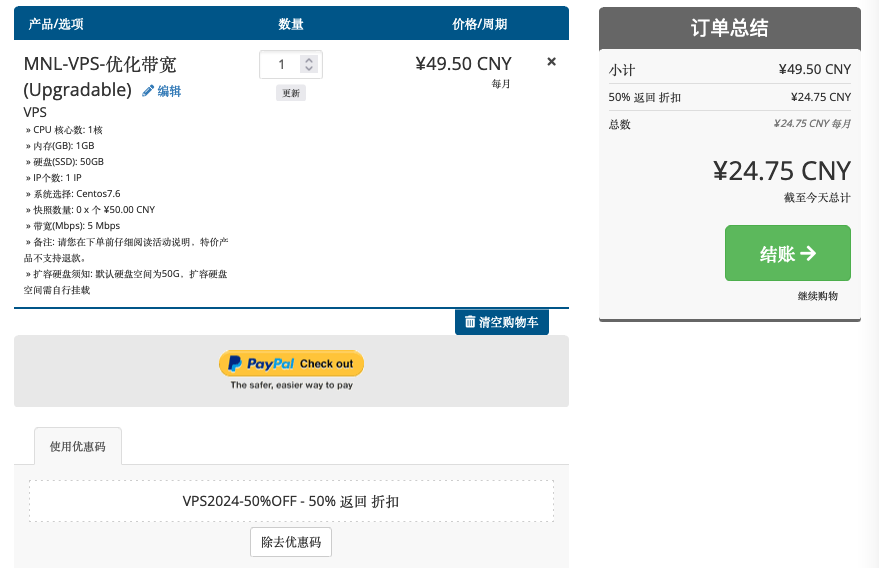 产品/选项 数量 价格/周期
MNL-VPS-优化带宽
(Upgradable) 编辑
VPS
» CPU 核心数: 1核
» 内存(GB): 1GB
» 硬盘(SSD): 50GB
» IP个数: 1 IP
» 系统选择: Centos7.6
» 快照数量: 0 x 个 ¥50.00 CNY
» 带宽(Mbps): 5 Mbps
» 备注: 请您在下单前仔细阅读活动说明，特价产
品不支持退款。
» 扩容硬盘须知: 默认硬盘空间为50G，扩容硬盘
空间需自行挂载
1
更新
¥49.50 CNY
每月
清空购物车
PayPal Check out
The safer, easier way to pay
使用优惠码
VPS2024-50%OFF - 50% 返回 折扣
除去优惠码
订单总结
小计 ¥49.50 CNY
50% 返回 折扣 ¥24.75 CNY
总数 ¥24.75 CNY 每月
¥24.75 CNY
截至今天总计
结账
继续购物